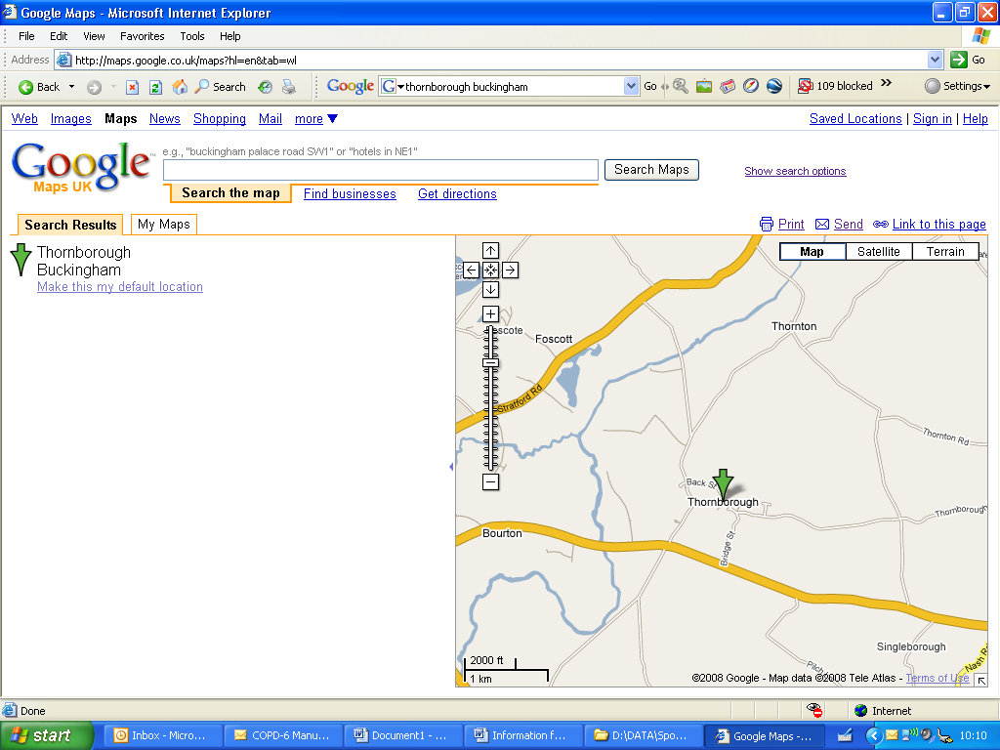 Google Maps - Microsoft Internet Explorer
File Edit View Favorites Tools Help
Address http://maps.google.co.uk/maps?hl=en&tab=wl Go
Back Search Google G thornborough buckingham Go 109 blocked » Settings
Web Images Maps News Shopping Mail more ▼ Saved Locations | Sign in | Help
Google™
Maps UK
e.g., "buckingham palace road SW1" or "hotels in NE1"
Search Maps Show search options
Search the map Find businesses Get directions
Search Results My Maps Print Send Link to this page
Thornborough
Buckingham
Make this my default location
Map Satellite Terrain
Thornton
Foscott
Stratford Rd
Thornton Rd
Back St
Thornborough
Thornborough
Bourton
Bridge St
Singleborough
Nash R
2000 ft
1 km
©2008 Google - Map data ©2008 Tele Atlas - Terms of Use
Done Internet
start Inbox - Micro... COPD-6 Manu... Document1 - ... Information f... D:\DATA\Spo... Google Maps -... 10:10